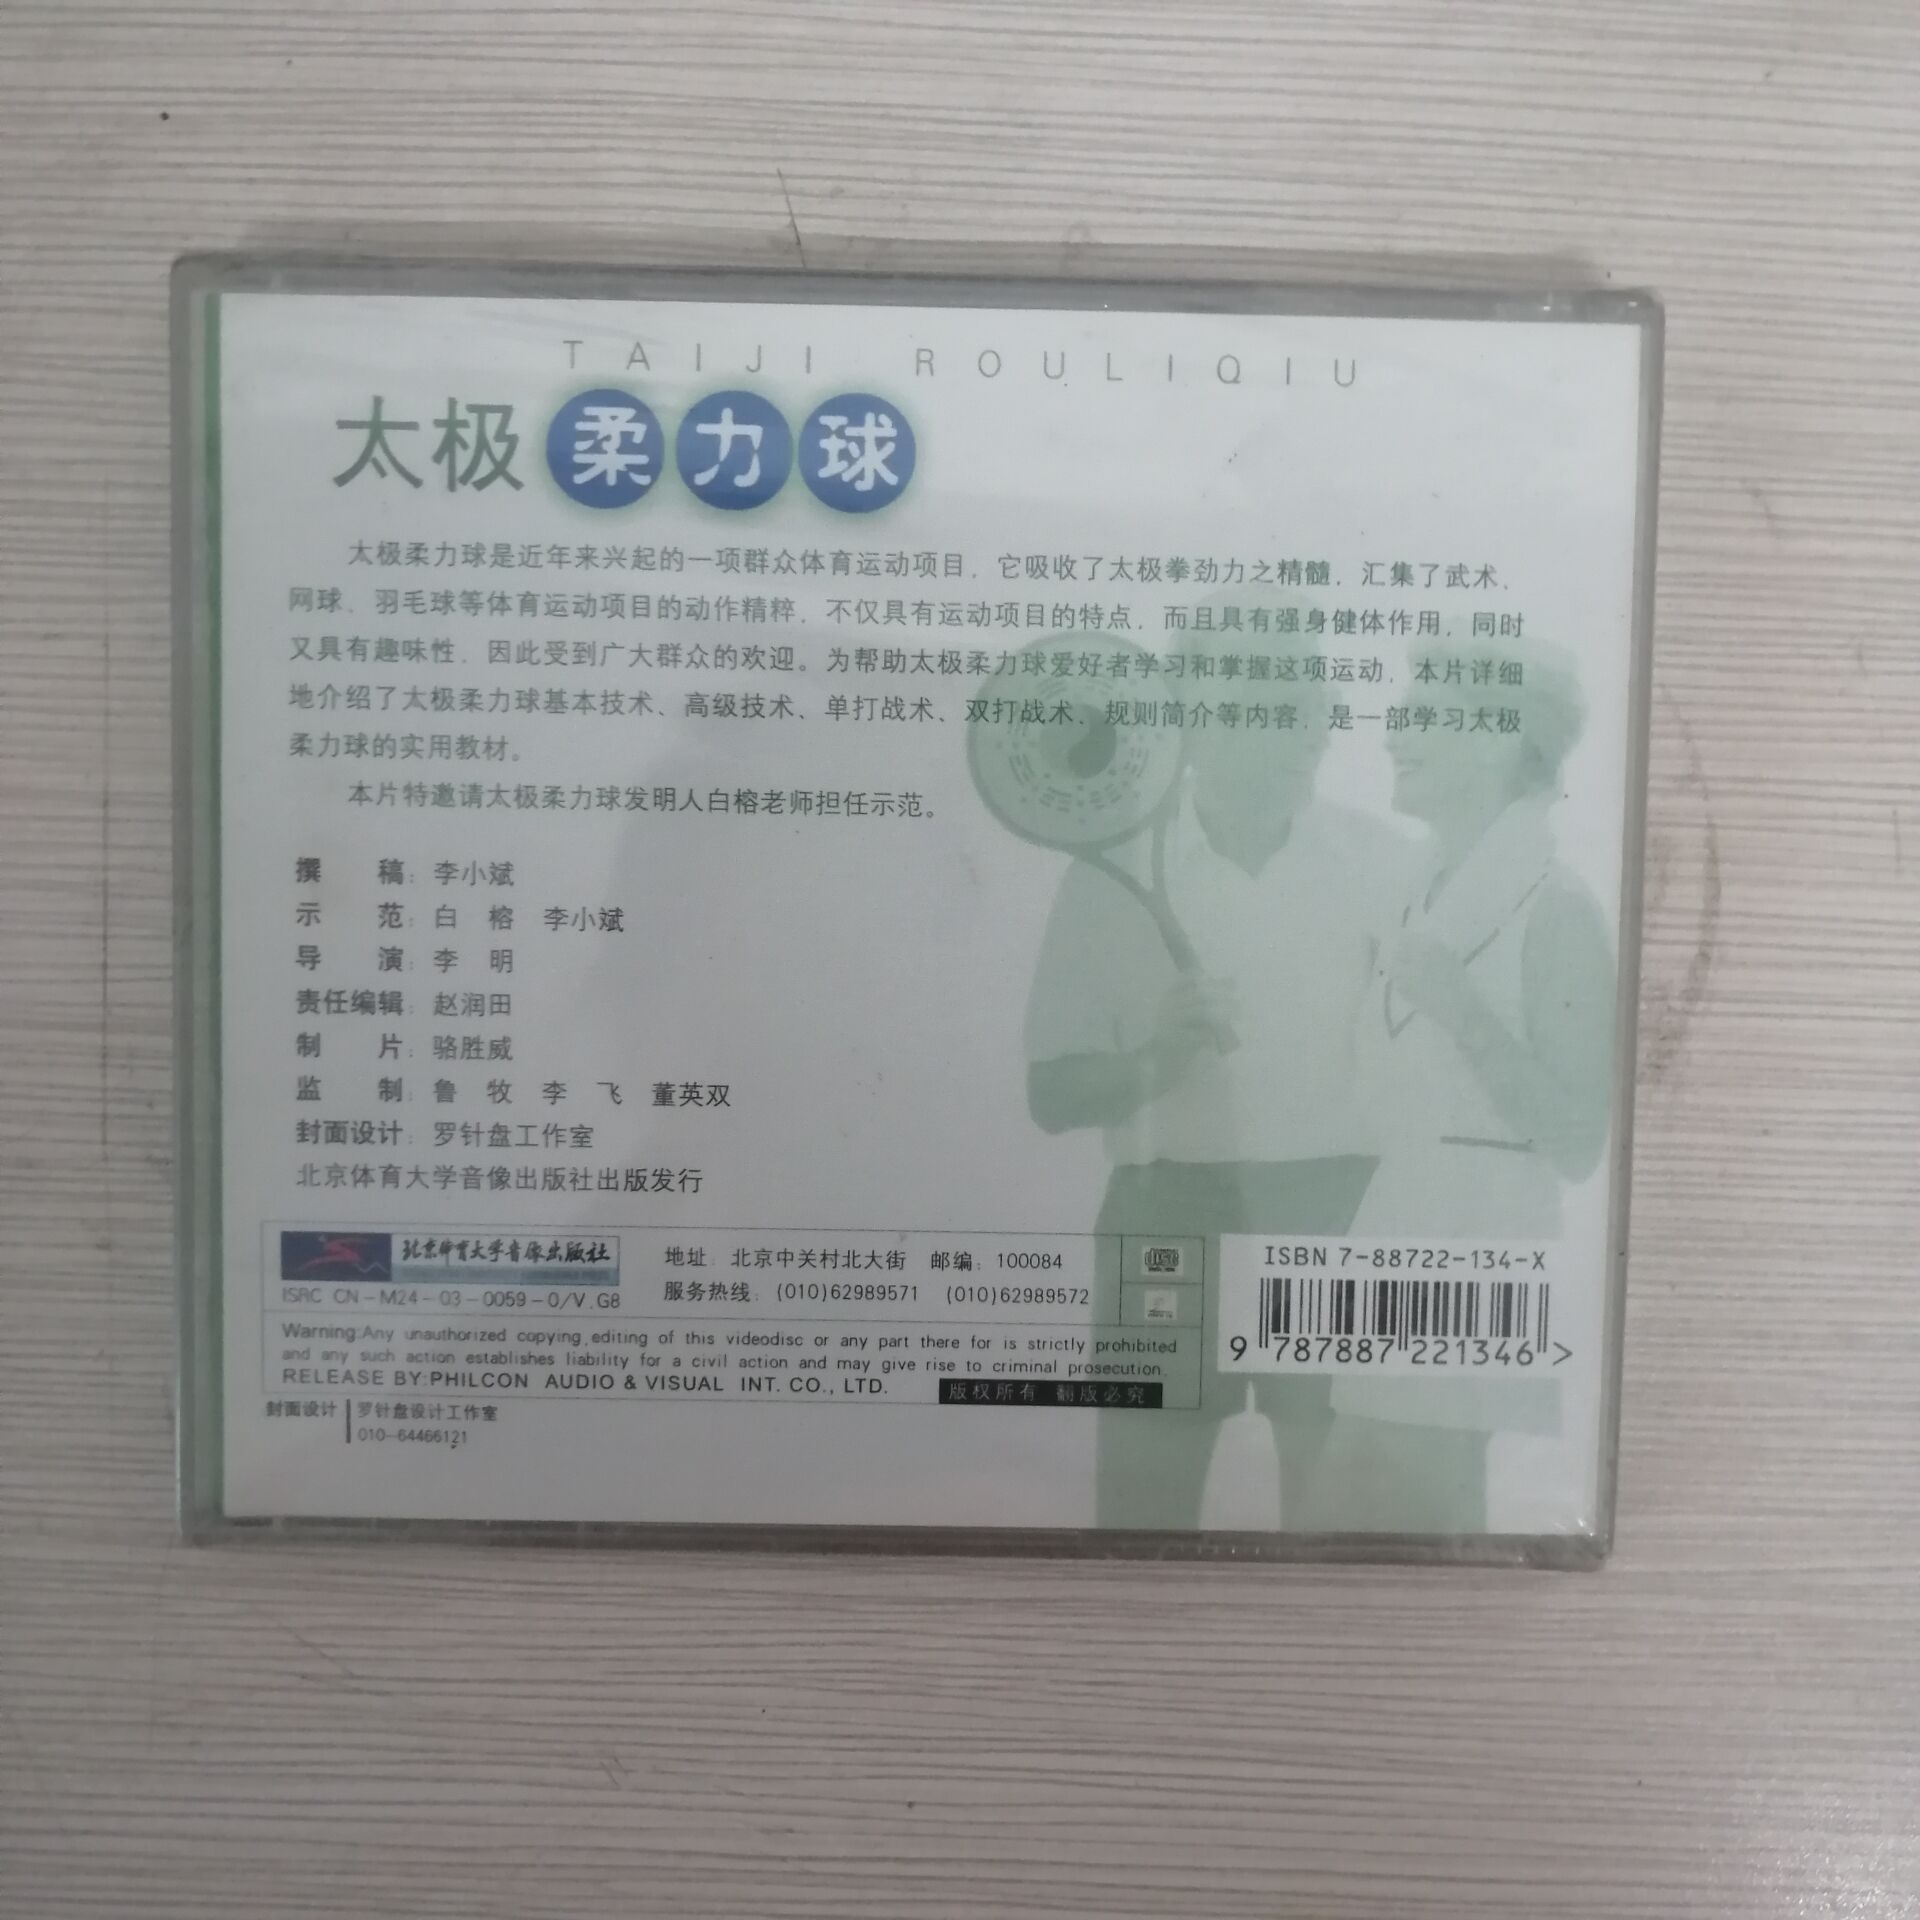 TAIJI ROULIQIU
太极柔力球
太极柔力球是近年来兴起的一项群众体育运动项目，它吸收了太极拳劲力之精髓，汇集了武术、
网球、羽毛球等体育运动项目的动作精粹，不仅具有运动项目的特点，而且具有强身健体作用，同时
又具有趣味性，因此受到广大群众的欢迎。为帮助太极柔力球爱好者学习和掌握这项运动，本片详细
地介绍了太极柔力球基本技术、高级技术、单打战术、双打战术、规则简介等内容，是一部学习太极
柔力球的实用教材。
本片特邀请太极柔力球发明人白榕老师担任示范。
撰 稿：李小斌
示 范：白 榕 李小斌
导 演：李 明
责任编辑：赵润田
制 片：骆胜威
监 制：鲁 牧 李 飞 董英双
封面设计：罗针盘工作室
北京体育大学音像出版社出版发行
北京体育大学音像出版社
ISRC CN-M24-03-0059-0/V.G8
地址：北京中关村北大街 邮编：100084
服务热线：(010)62989571 (010)62989572
disc
ISBN 7-88722-134-X
9 787887 221346 >
Warning:Any unauthorized copying,editing of this videodisc or any part there for is strictly prohibited
and any such action establishes liability for a civil action and may give rise to criminal prosecution.
RELEASE BY:PHILCON AUDIO & VISUAL INT. CO., LTD.
版权所有 翻版必究
封面设计 罗针盘设计工作室
010-64466121